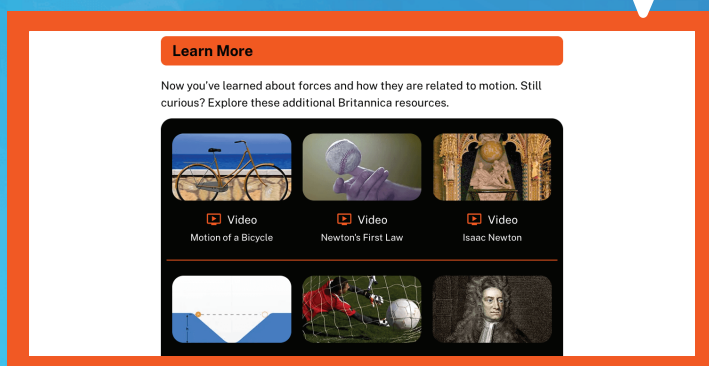 Learn More
Now you've learned about forces and how they are related to motion. Still
curious? Explore these additional Britannica resources.
Video
Video
Video
Motion of a Bicycle
Newton's First Law
Isaac Newton